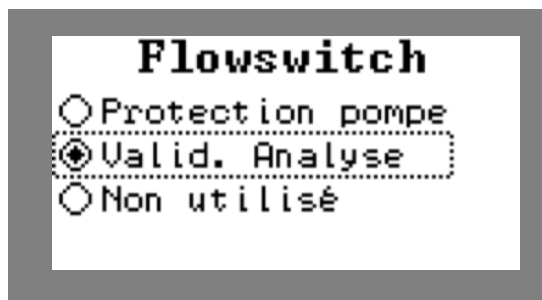 Flowswitch
Protection pompe
Valid. Analyse
Non utilisé